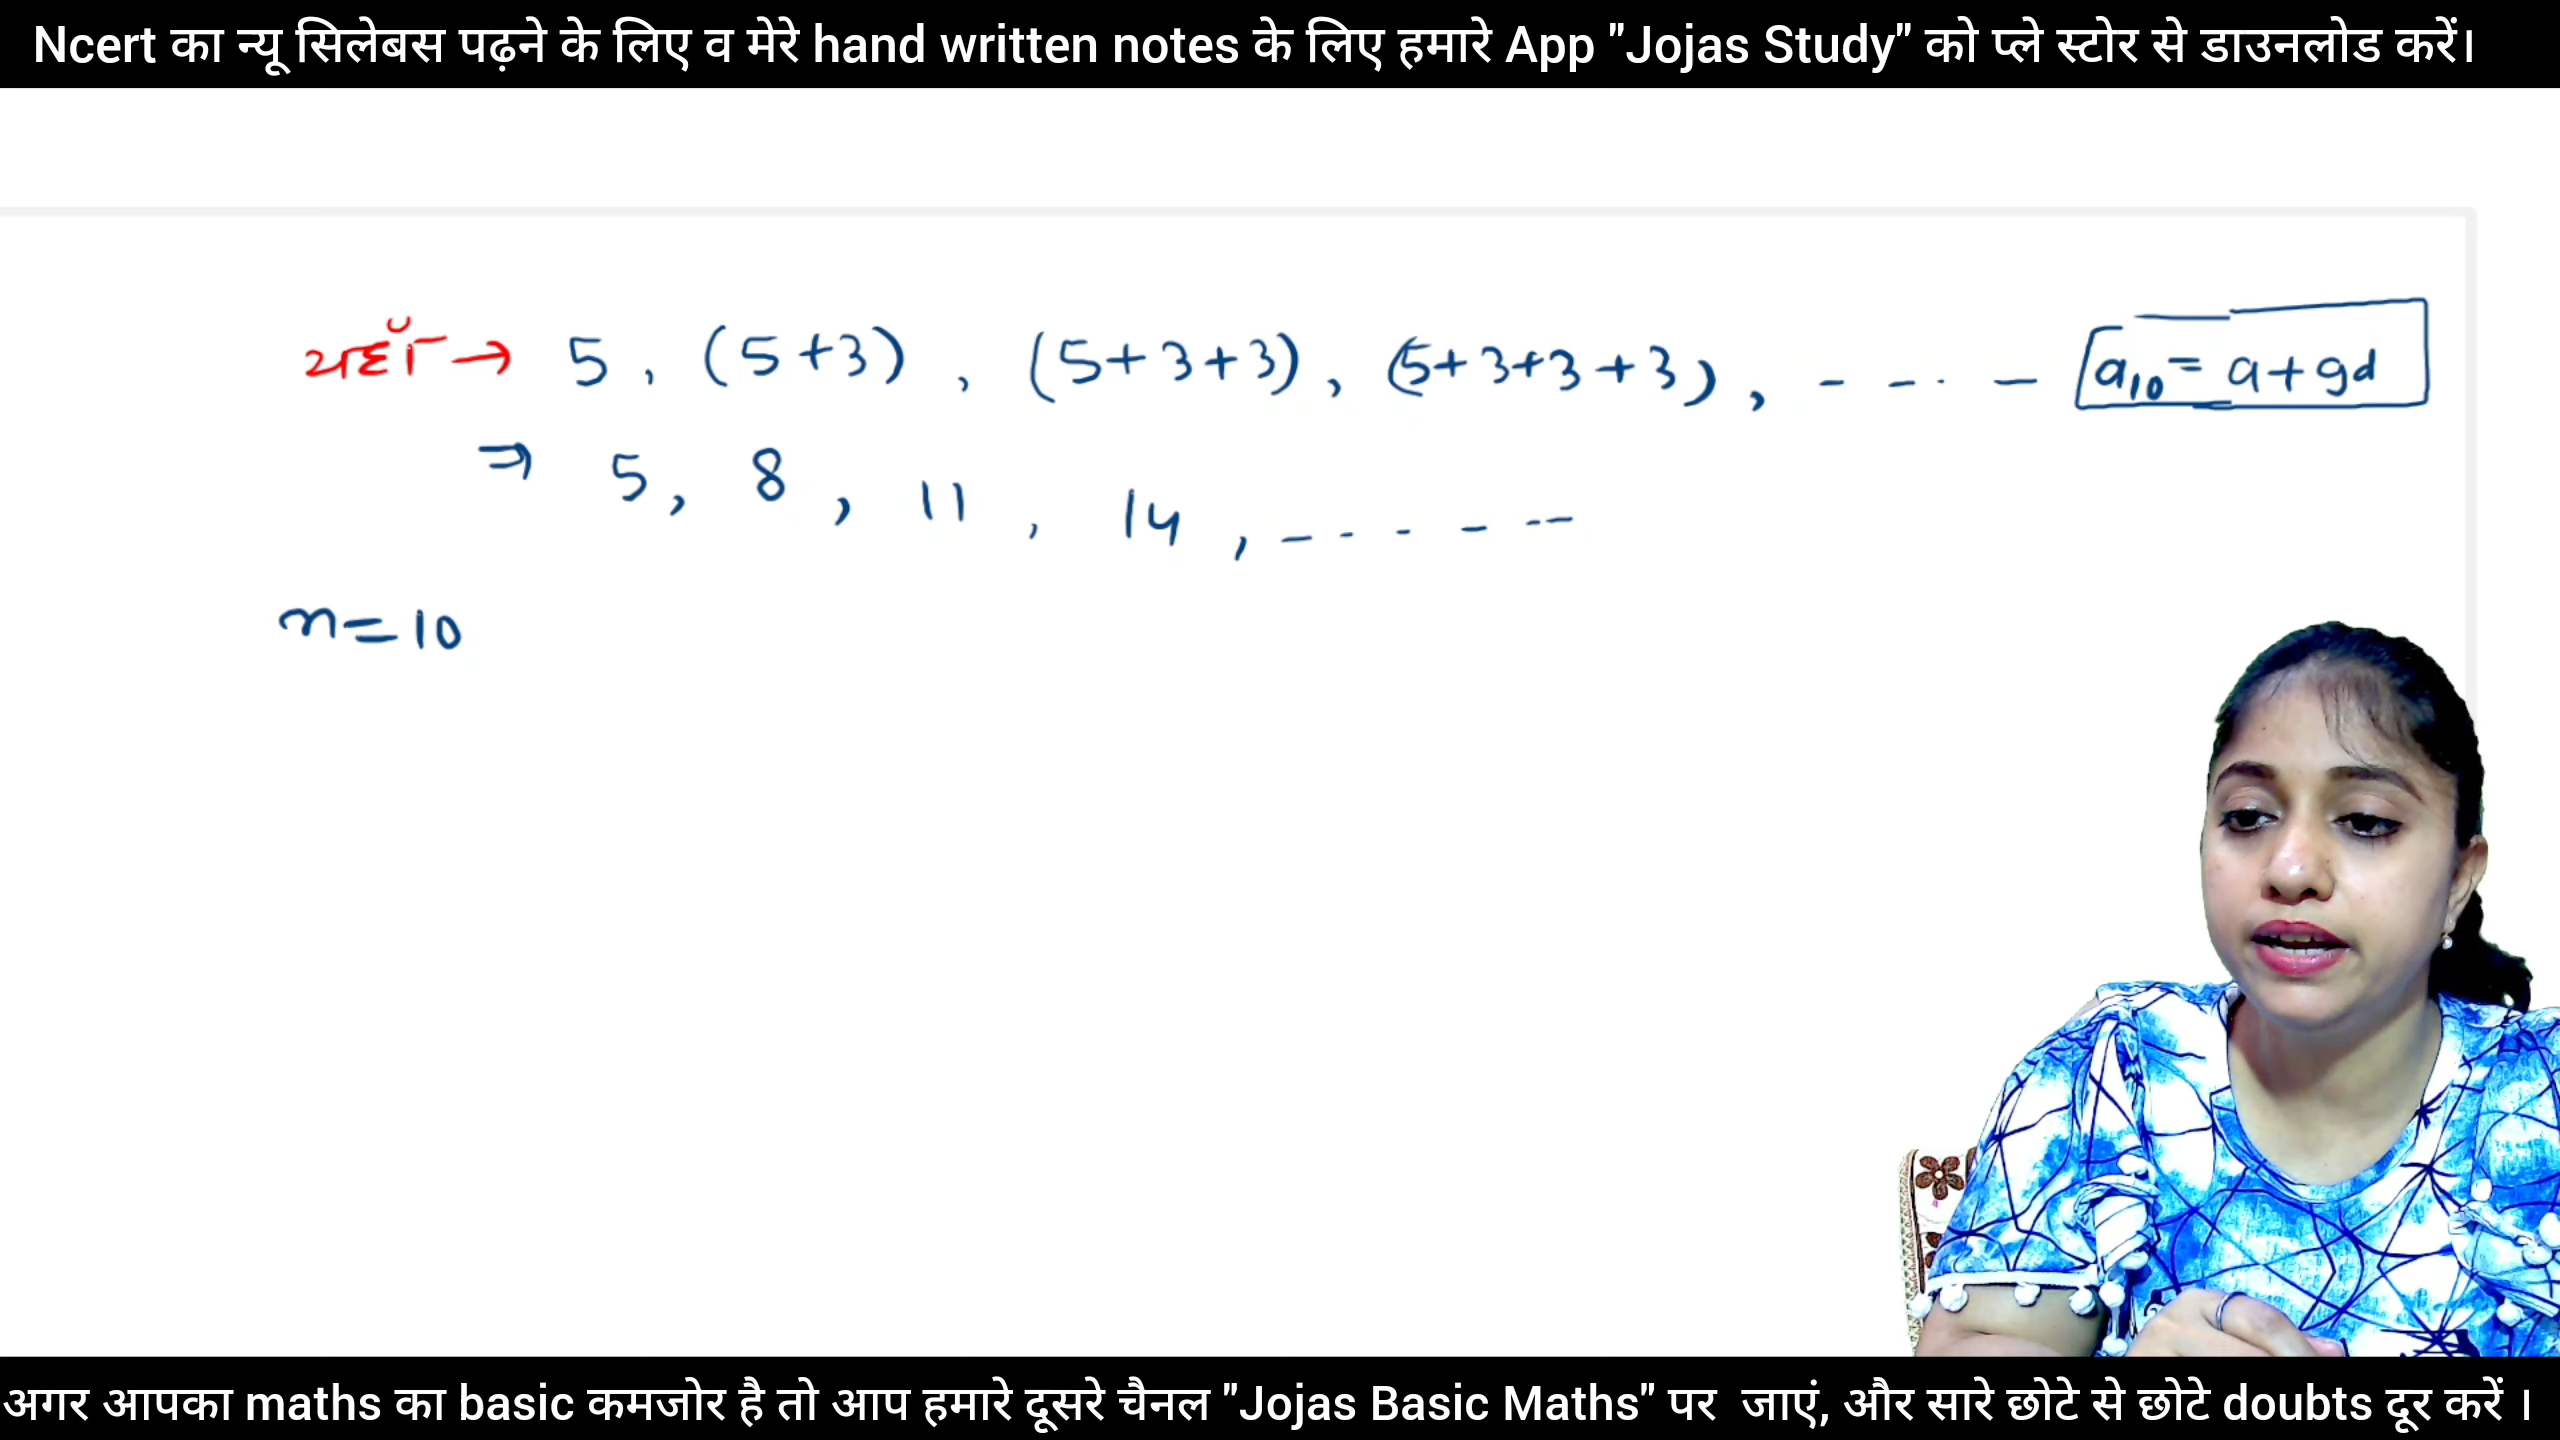 Ncert का न्यू सिलेबस पढ़ने के लिए व मेरे hand written notes के लिए हमारे App "Jojas Study" को प्ले स्टोर से डाउनलोड करें।
यहाँ → 5, (5+3), (5+3+3), (5+3+3+3), - - - - a₁₀ = a+9d
⇒ 5, 8, 11, 14, - - - - -
n=10
अगर आपका maths का basic कमजोर है तो आप हमारे दूसरे चैनल "Jojas Basic Maths" पर जाएं, और सारे छोटे से छोटे doubts दूर करें ।